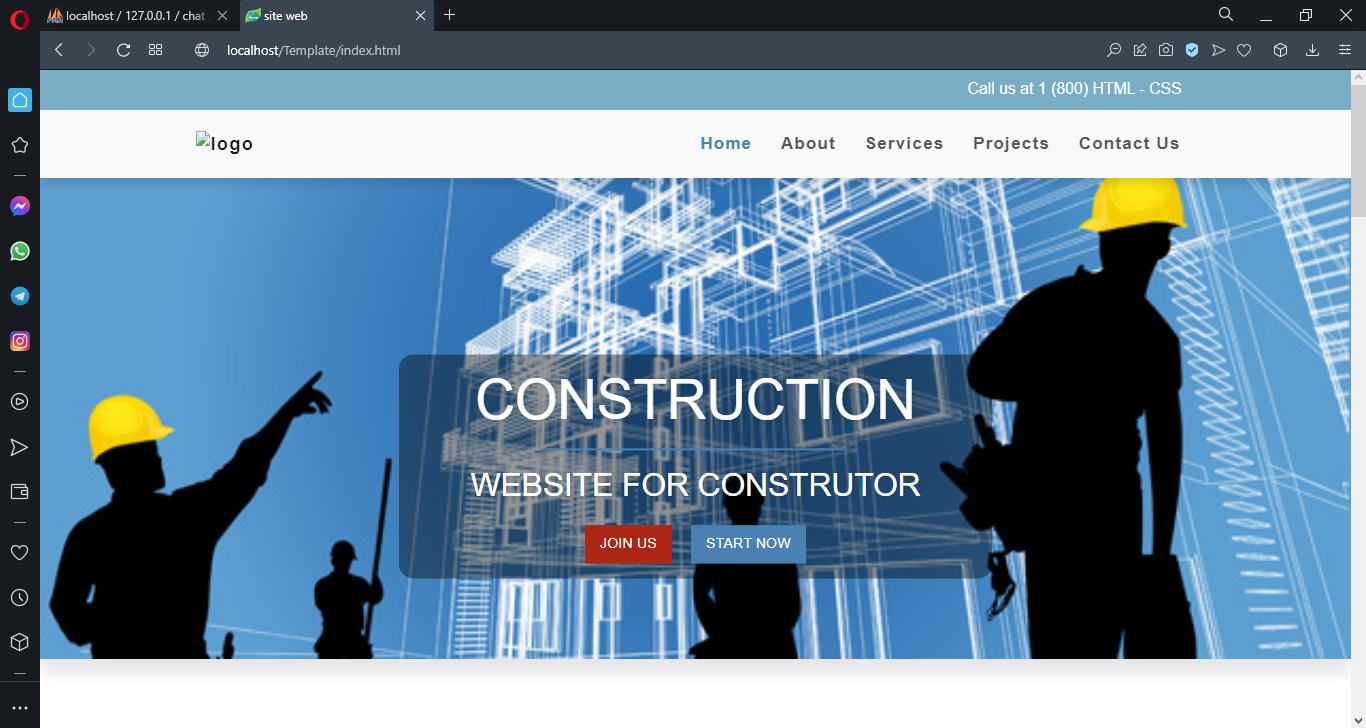 localhost / 127.0.0.1 / chat
site web
localhost/Template/index.html
Call us at 1 (800) HTML - CSS
logo
Home About Services Projects Contact Us
CONSTRUCTION
WEBSITE FOR CONSTRUTOR
JOIN US START NOW